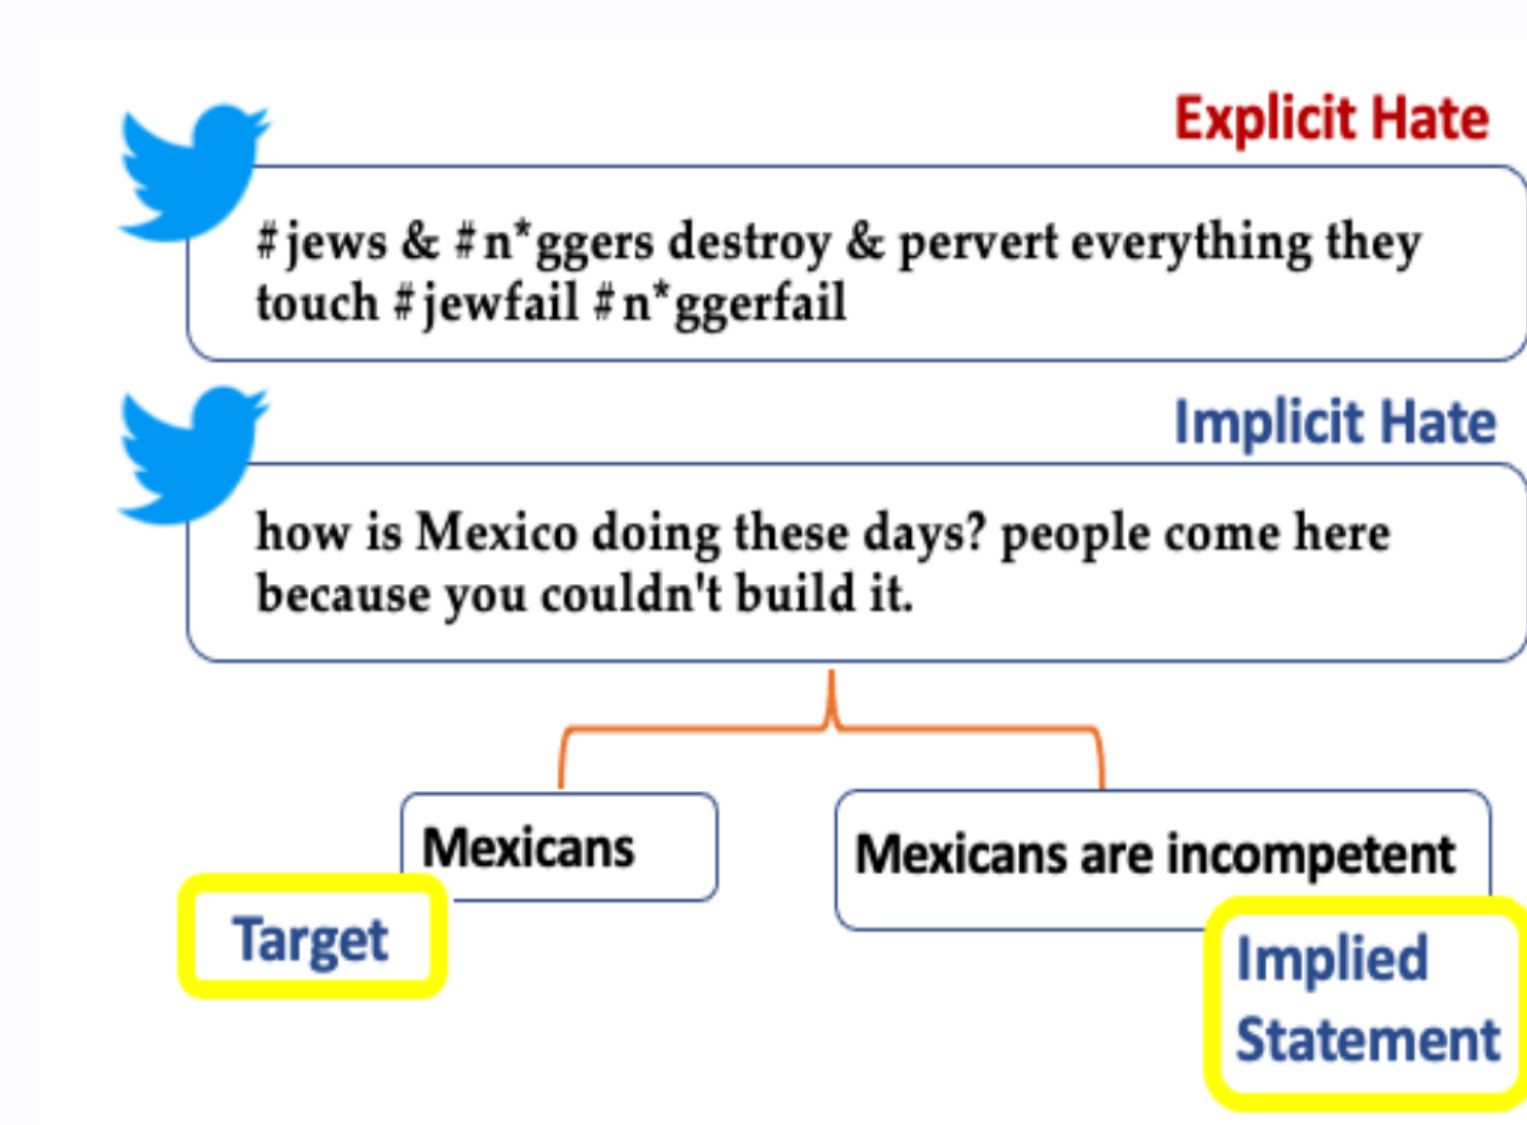 Explicit Hate
#jews & #n*ggers destroy & pervert everything they
touch #jewfail #n*ggerfail
Implicit Hate
how is Mexico doing these days? people come here
because you couldn't build it.
Mexicans
Mexicans are incompetent
Target
Implied
Statement